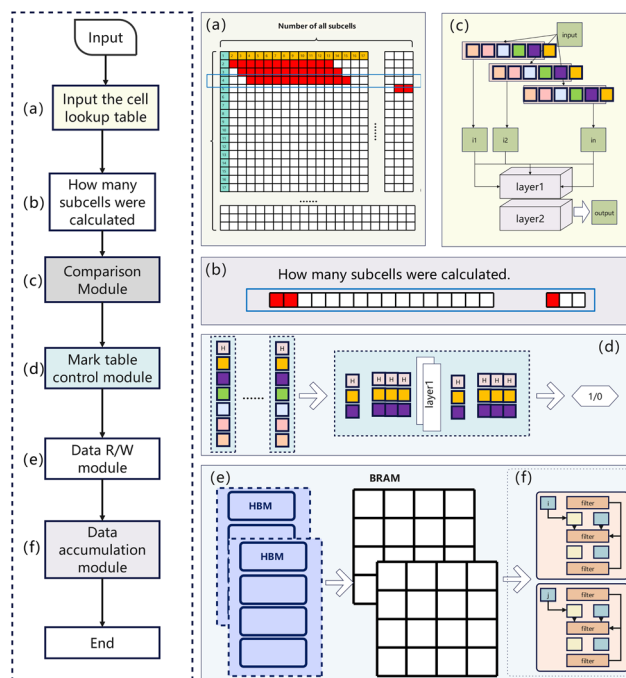 Input
(a)
Input the cell
lookup table
(b)
How many
subcells were
calculated
(c)
Comparison
Module
(d)
Mark table
control module
(e)
Data R/W
module
(f)
Data
accumulation
module
End
(a)
Number of all subcells
......
......
(c)
input
i1
i2
in
layer1
layer2
output
(b)
How many subcells were calculated.
(d)
H
......
H
H
H H H
layer1
H
H H H
1/0
(e)
HBM
HBM
BRAM
(f)
i
filter
filter
filter
j
filter
filter
filter